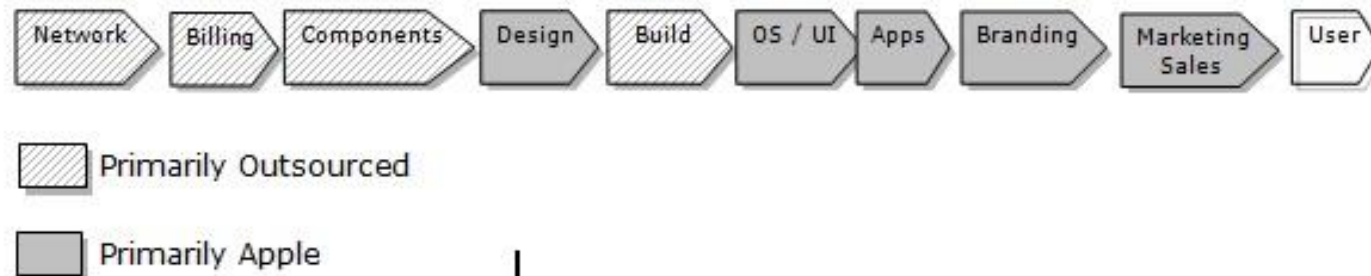 Network Billing Components Design Build OS / UI Apps Branding Marketing Sales User
Primarily Outsourced
Primarily Apple